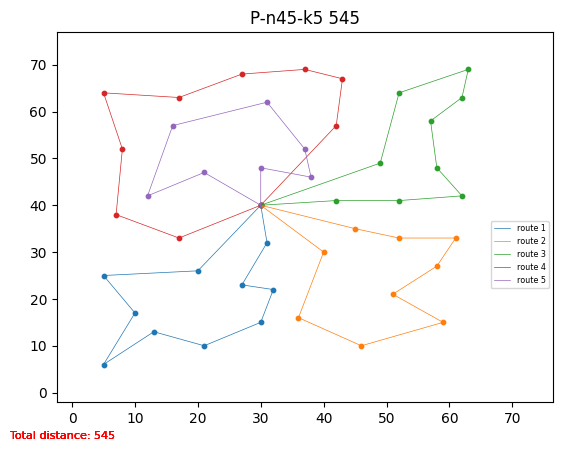 P-n45-k5 545
70
60
50
40
30
20
10
0
0 10 20 30 40 50 60 70
route 1
route 2
route 3
route 4
route 5
Total distance: 545